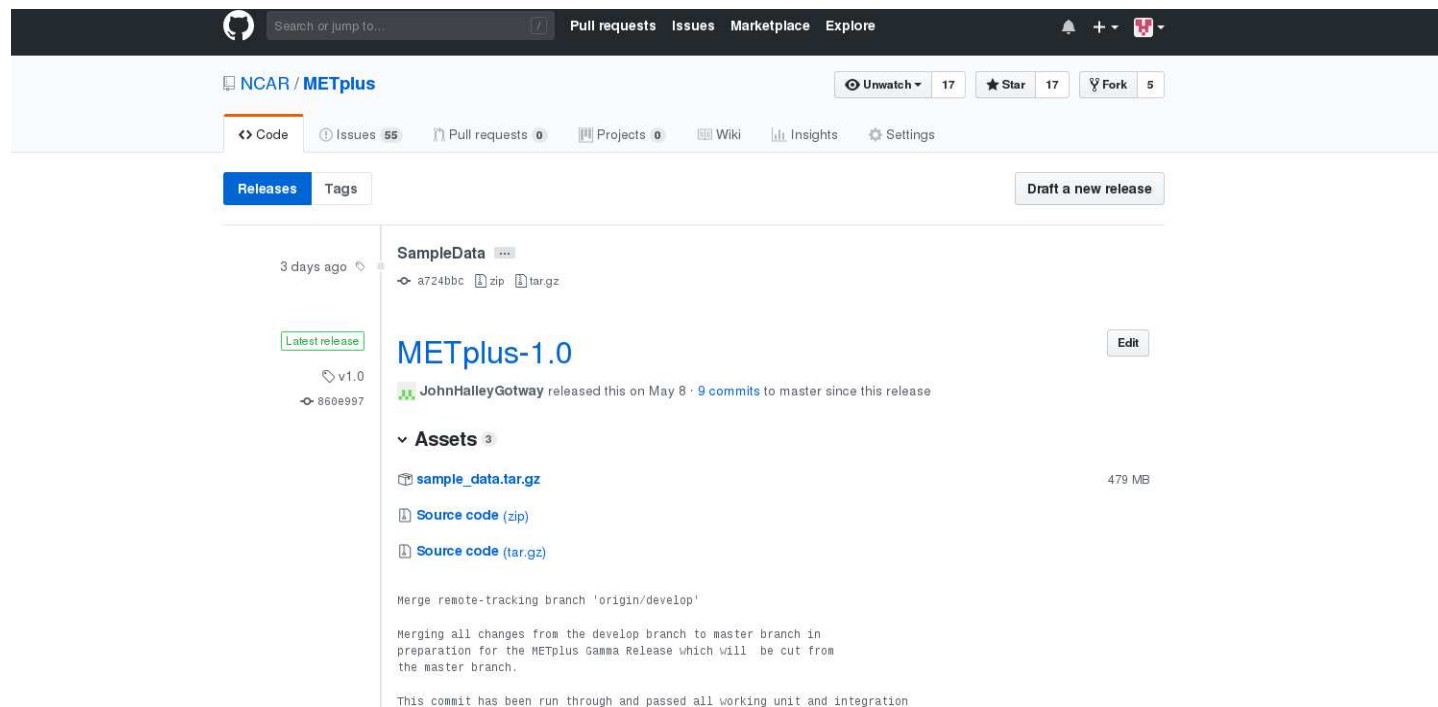 Search or jump to... / Pull requests Issues Marketplace Explore
NCAR / METplus Unwatch 17 Star 17 Fork 5
Code Issues 55 Pull requests 0 Projects 0 Wiki Insights Settings
Releases Tags Draft a new release
SampleData ...
3 days ago
a724bbc zip tar.gz
Latest release
METplus-1.0 Edit
v1.0
JohnHalleyGotway released this on May 8 · 9 commits to master since this release
860e997
Assets 3
sample_data.tar.gz 479 MB
Source code (zip)
Source code (tar.gz)
Merge remote-tracking branch 'origin/develop'
Merging all changes from the develop branch to master branch in
preparation for the METplus Gamma Release which will be cut from
the master branch.
This commit has been run through and passed all working unit and integration